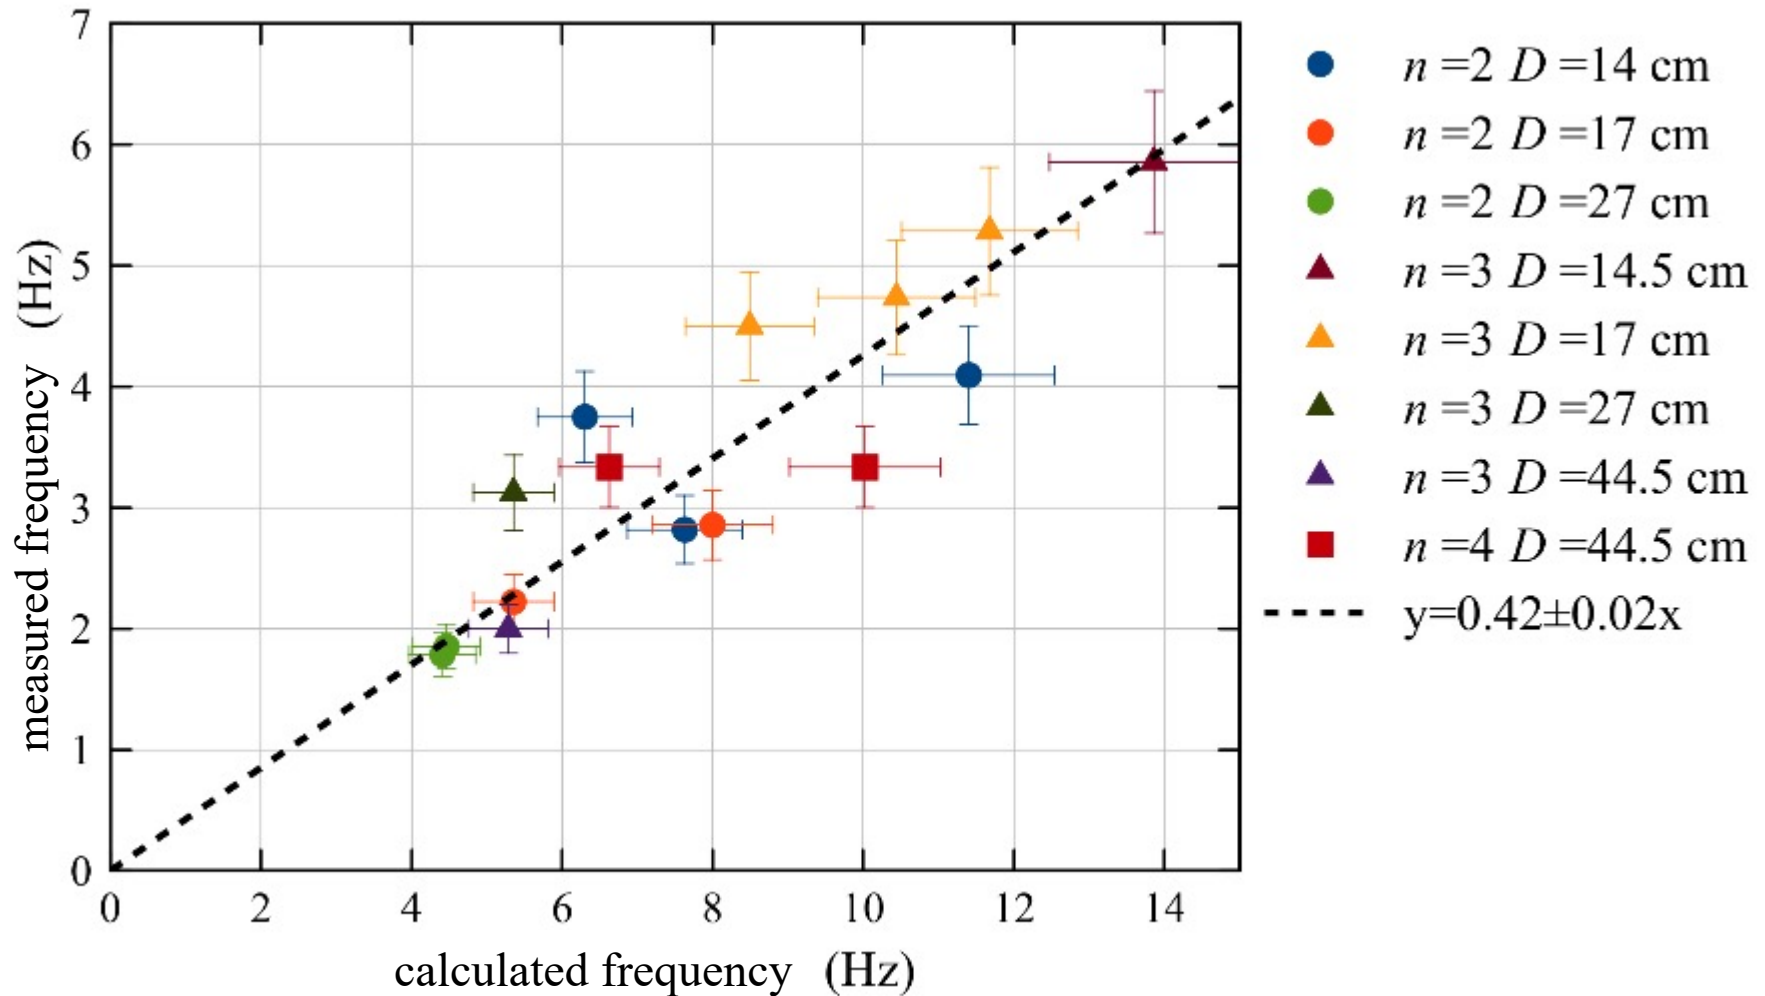 7
6
5
4
3
2
1
0
0 2 4 6 8 10 12 14
measured frequency (Hz)
calculated frequency (Hz)
n =2 D =14 cm
n =2 D =17 cm
n =2 D =27 cm
n =3 D =14.5 cm
n =3 D =17 cm
n =3 D =27 cm
n =3 D =44.5 cm
n =4 D =44.5 cm
y=0.42±0.02x